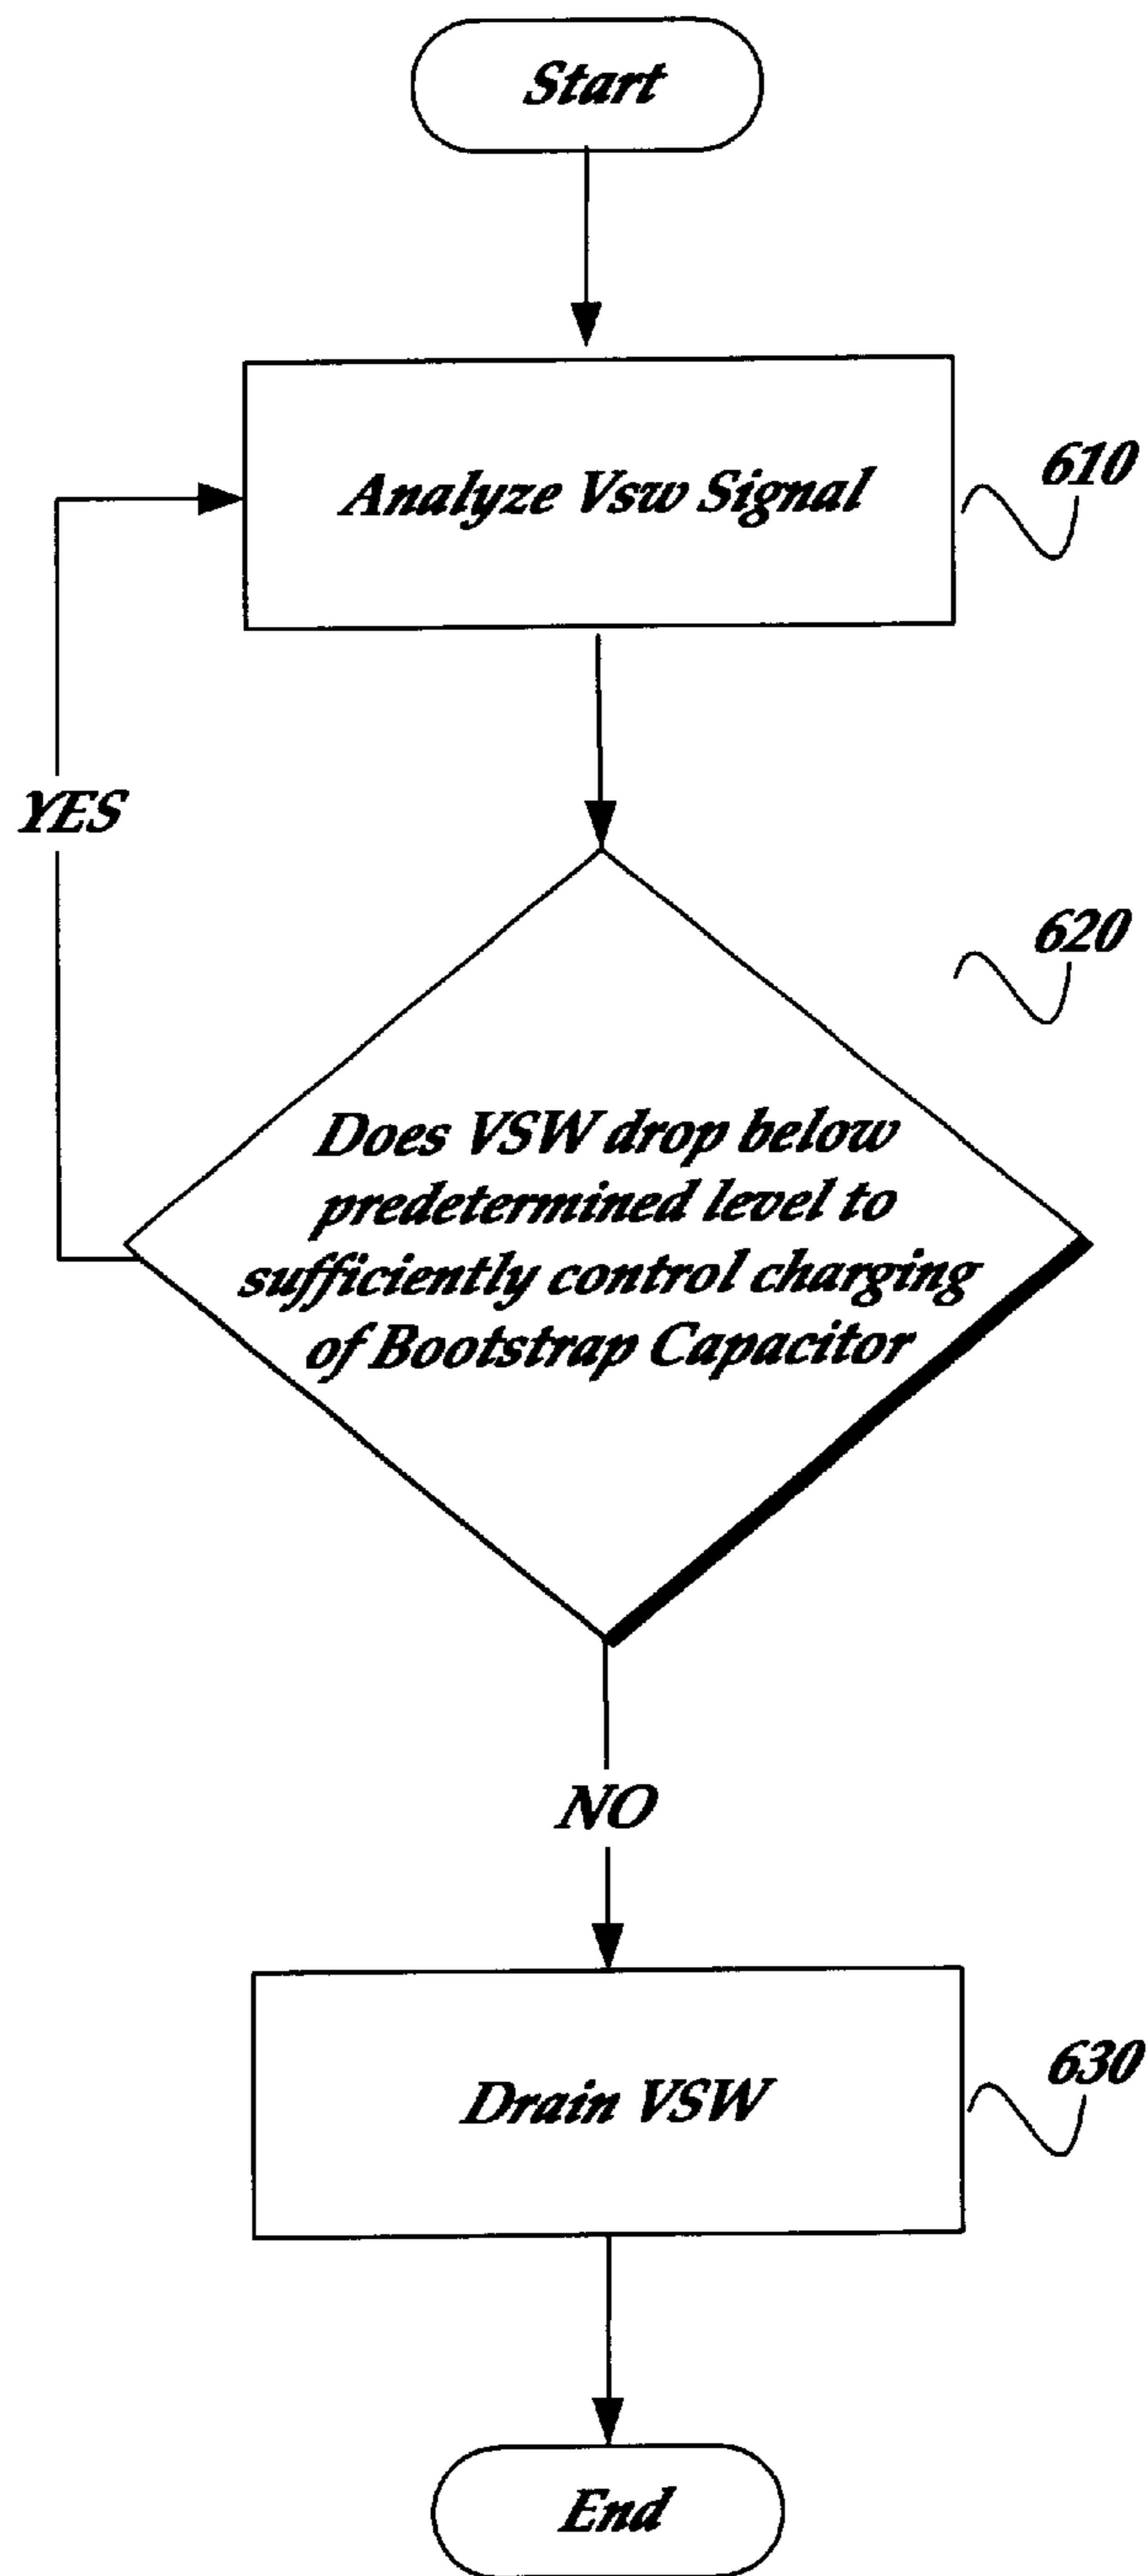 Start
Analyze Vsw Signal
610
YES
620
Does VSW drop below
predetermined level to
sufficiently control charging
of Bootstrap Capacitor
NO
Drain VSW
630
End